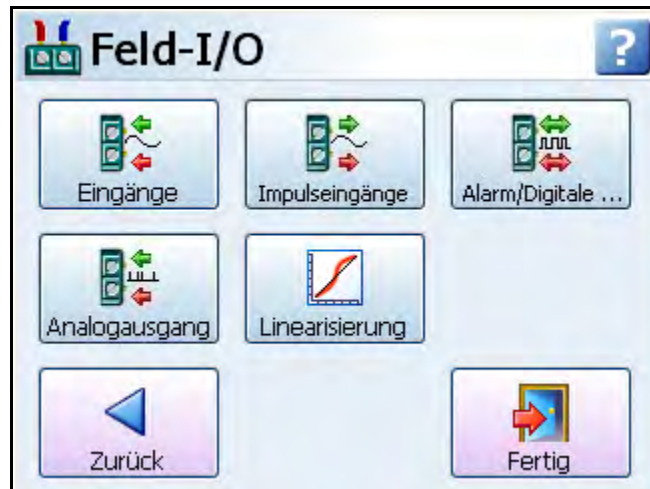 Feld-I/O
?
Eingänge
Impulseingänge
Alarm/Digitale ...
Analogausgang
Linearisierung
Zurück
Fertig